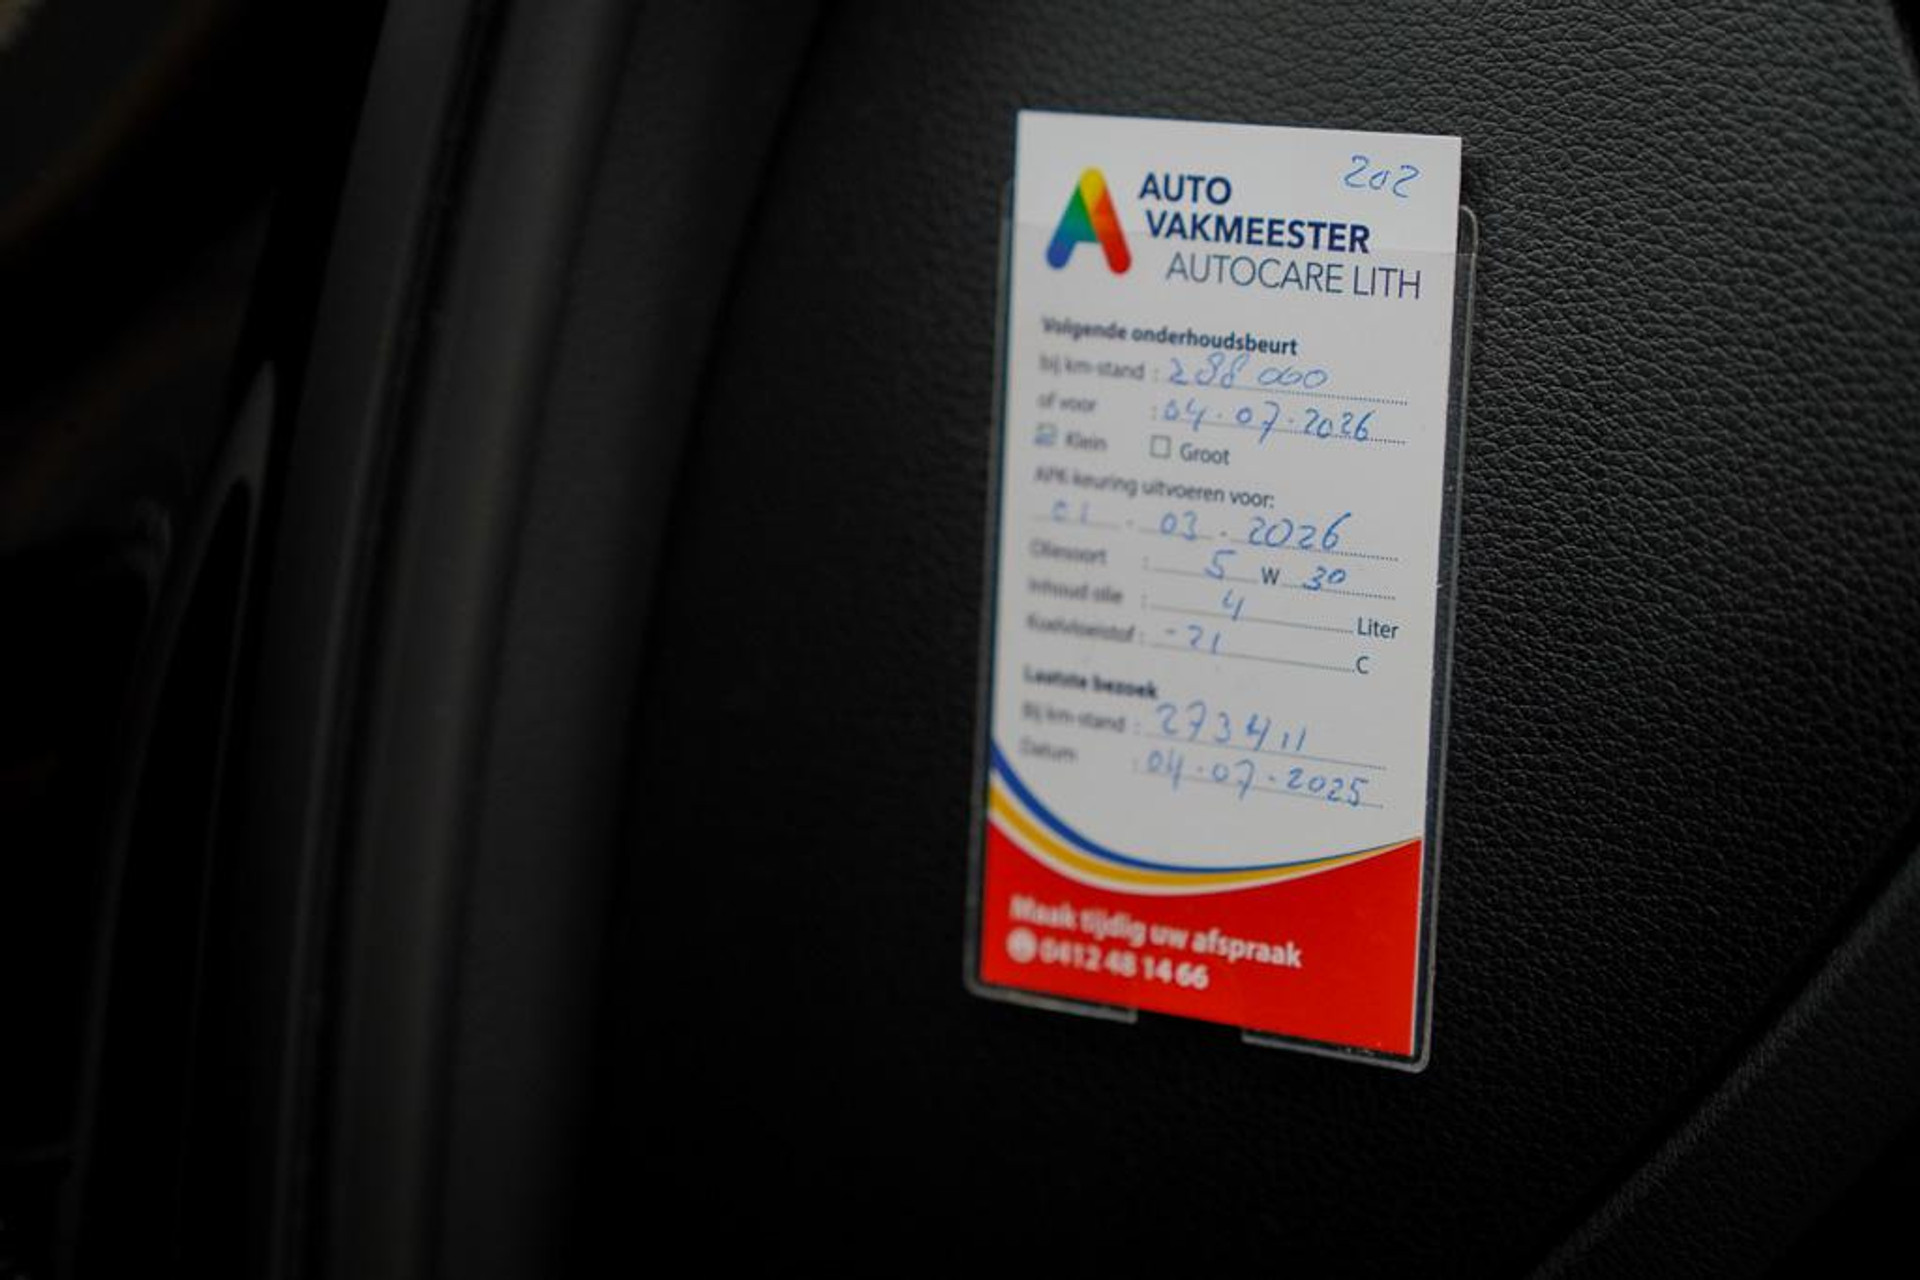 202
AUTO
VAKMEESTER
AUTOCARE LITH
Volgende onderhoudsbeurt
bij km-stand : 288 000
of voor : 04.07.2026
Klein Groot
APK keuring uitvoeren voor:
01.03.2026
Oliesoort : 5 W 30
Inhoud olie : 4 Liter
Koelvloeistof : -21 C
Laatste bezoek
Bij km-stand : 273411
Datum : 04.07.2025
Maak tijdig uw afspraak
0412 48 14 66